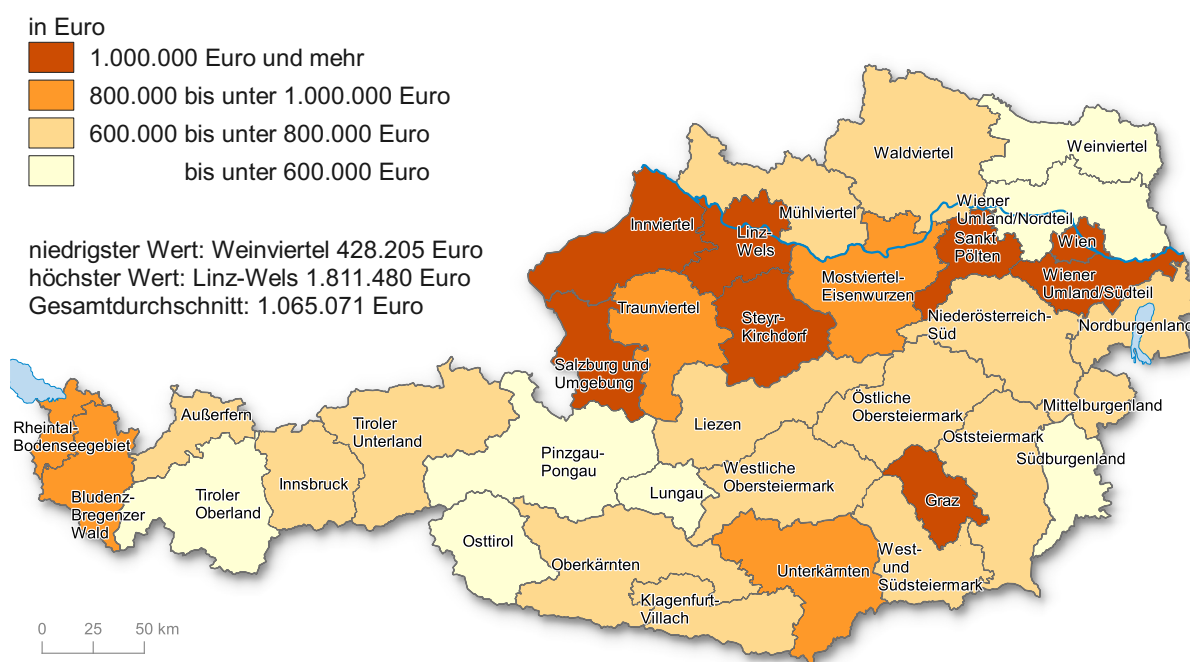 in Euro
1.000.000 Euro und mehr
800.000 bis unter 1.000.000 Euro
600.000 bis unter 800.000 Euro
bis unter 600.000 Euro
niedrigster Wert: Weinviertel 428.205 Euro
höchster Wert: Linz-Wels 1.811.480 Euro
Gesamtdurchschnitt: 1.065.071 Euro
Weinviertel
Waldviertel
Wiener
Umland/Nordteil
Mühlviertel
Innviertel
Linz-
Wels
Sankt
Pölten
Wien
Wiener
Umland/Südteil
Mostviertel-
Eisenwurzen
Traunviertel
Steyr-
Kirchdorf
Niederösterreich-
Süd
Nordburgenland
Salzburg und
Umgebung
Mittelburgenland
Östliche
Obersteiermark
Außerfern
Tiroler
Unterland
Liezen
Oststeiermark
Rheintal-
Bodenseegebiet
Pinzgau-
Pongau
Südburgenland
Westliche
Obersteiermark
Innsbruck
Lungau
Graz
Tiroler
Oberland
Bludenz-
Bregenzer
Wald
Osttirol
Oberkärnten
Unterkärnten
West-
und
Südsteiermark
Klagenfurt-
Villach
0 25 50 km